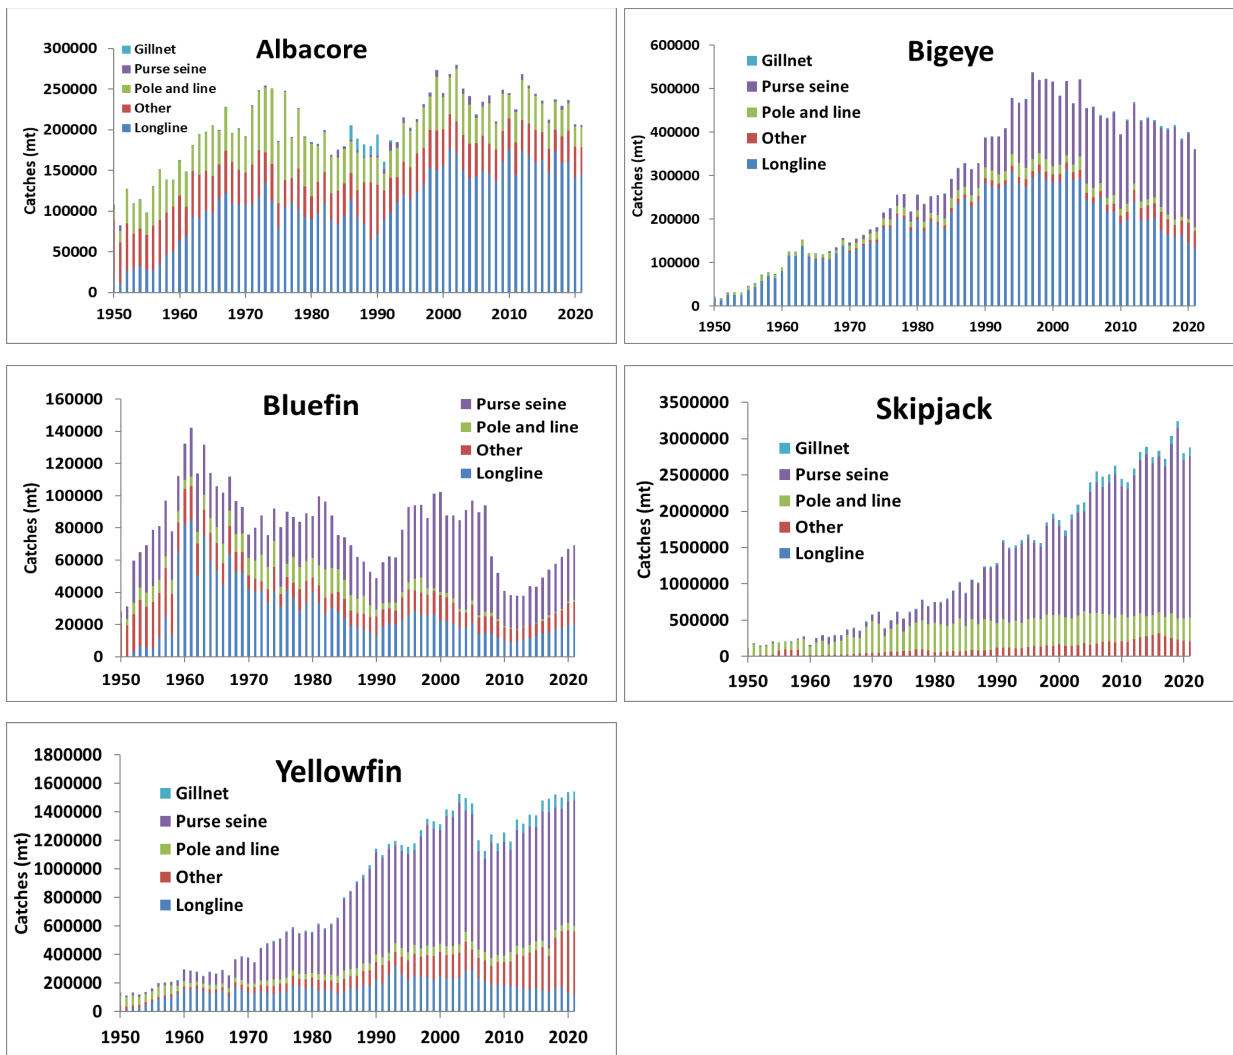 Albacore
Catches (mt)
300000
250000
200000
150000
100000
50000
0
Gillnet
Purse seine
Pole and line
Other
Longline
1950 1960 1970 1980 1990 2000 2010 2020
Bigeye
Catches (mt)
600000
500000
400000
300000
200000
100000
0
Gillnet
Purse seine
Pole and line
Other
Longline
1950 1960 1970 1980 1990 2000 2010 2020
Bluefin
Catches (mt)
160000
140000
120000
100000
80000
60000
40000
20000
0
Purse seine
Pole and line
Other
Longline
1950 1960 1970 1980 1990 2000 2010 2020
Skipjack
Catches (mt)
3500000
3000000
2500000
2000000
1500000
1000000
500000
0
Gillnet
Purse seine
Pole and line
Other
Longline
1950 1960 1970 1980 1990 2000 2010 2020
Yellowfin
Catches (mt)
1800000
1600000
1400000
1200000
1000000
800000
600000
400000
200000
0
Gillnet
Purse seine
Pole and line
Other
Longline
1950 1960 1970 1980 1990 2000 2010 2020